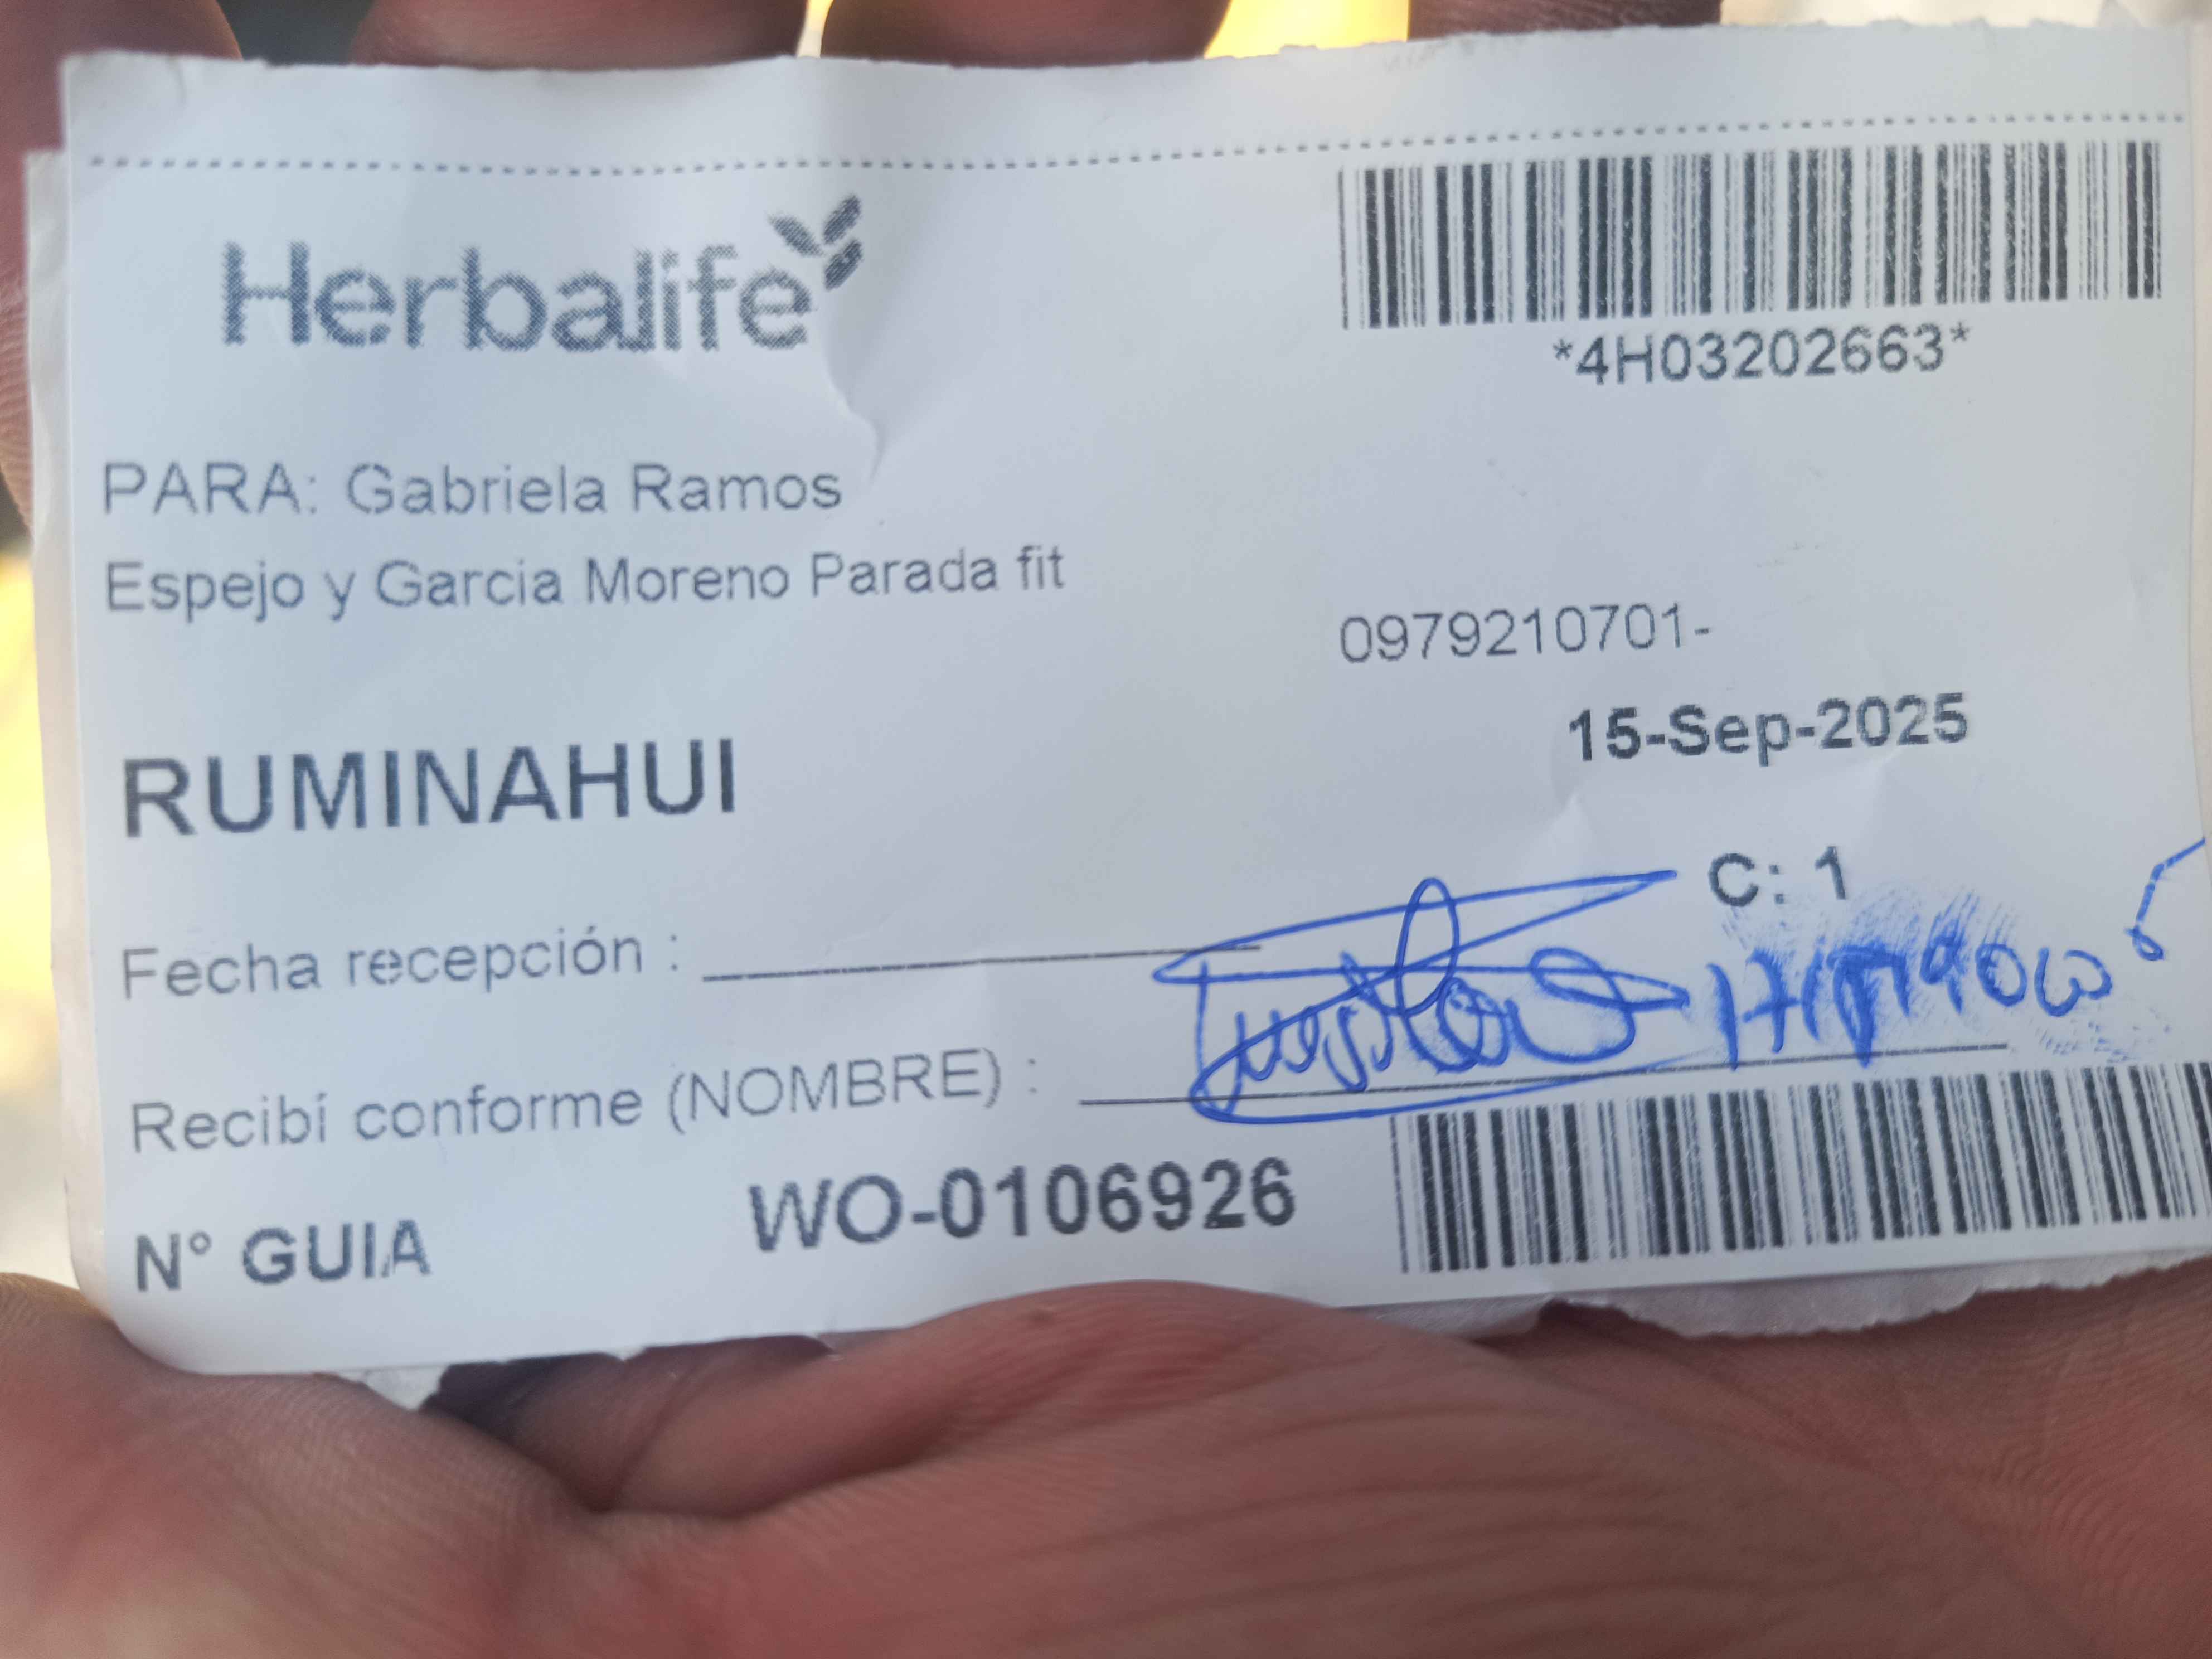 Herbalife
*4H03202663*
PARA: Gabriela Ramos
Espejo y Garcia Moreno Parada fit
0979210701-
15-Sep-2025
RUMINAHUI
C: 1
Fecha recepción :
Recibí conforme (NOMBRE) :
N° GUIA WO-0106926